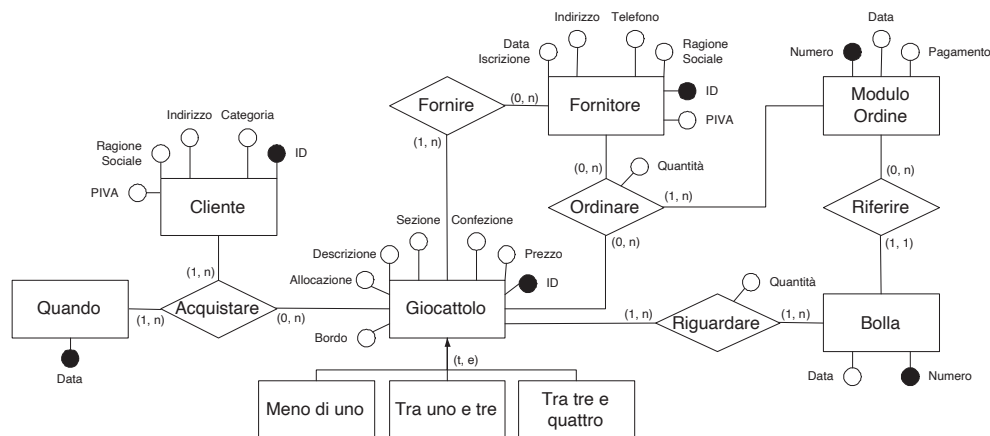 Data
Indirizzo
Telefono
Numero
Pagamento
Data
Iscrizione
Ragione
Sociale
Fornire
(0, n)
Fornitore
ID
PIVA
Modulo
Ordine
Indirizzo
Categoria
Ragione
Sociale
ID
PIVA
Cliente
(1, n)
(0, n)
Quantità
(0, n)
Ordinare
(1, n)
Riferire
(0, n)
(1, 1)
Sezione
Confezione
Descrizione
Prezzo
Allocazione
ID
(1, n)
Quando
(1, n)
Acquistare
(0, n)
Giocattolo
Bordo
(1, n)
Quantità
Riguardare
(1, n)
Bolla
Data
Data
Numero
(t, e)
Meno di uno
Tra uno e tre
Tra tre e
quattro